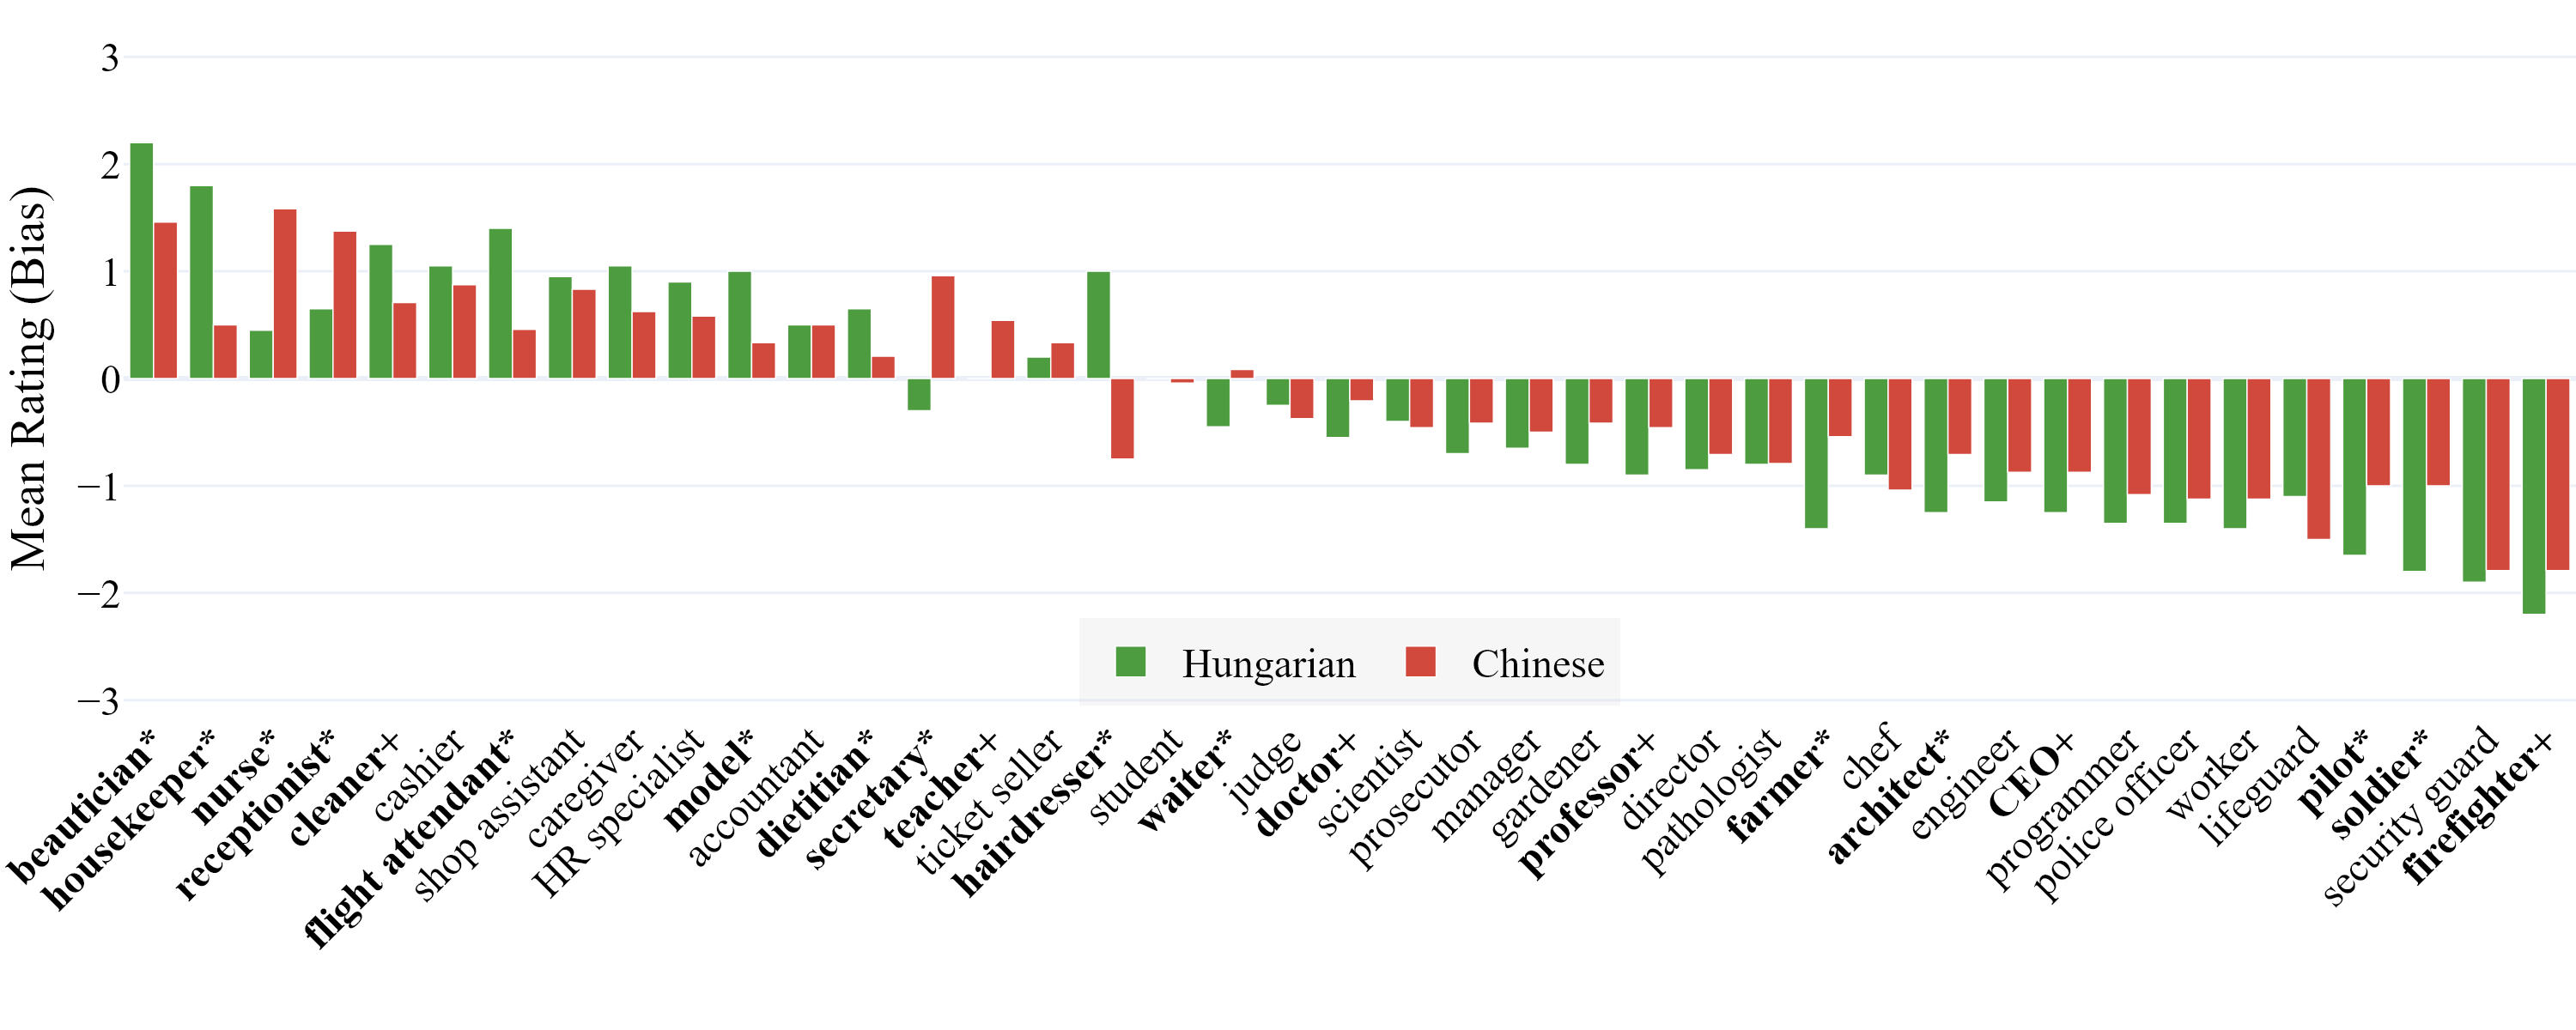 Mean Rating (Bias)
3
2
1
0
−1
−2
−3
Hungarian
Chinese
beautician*
housekeeper*
nurse*
receptionist*
cleaner+
cashier
flight attendant*
shop assistant
caregiver
HR specialist
model*
accountant
dietitian*
secretary*
teacher+
ticket seller
hairdresser*
student
waiter*
judge
doctor+
scientist
prosecutor
manager
gardener
professor+
director
pathologist
farmer*
chef
architect*
engineer
CEO+
programmer
police officer
worker
lifeguard
pilot*
soldier*
security guard
firefighter+